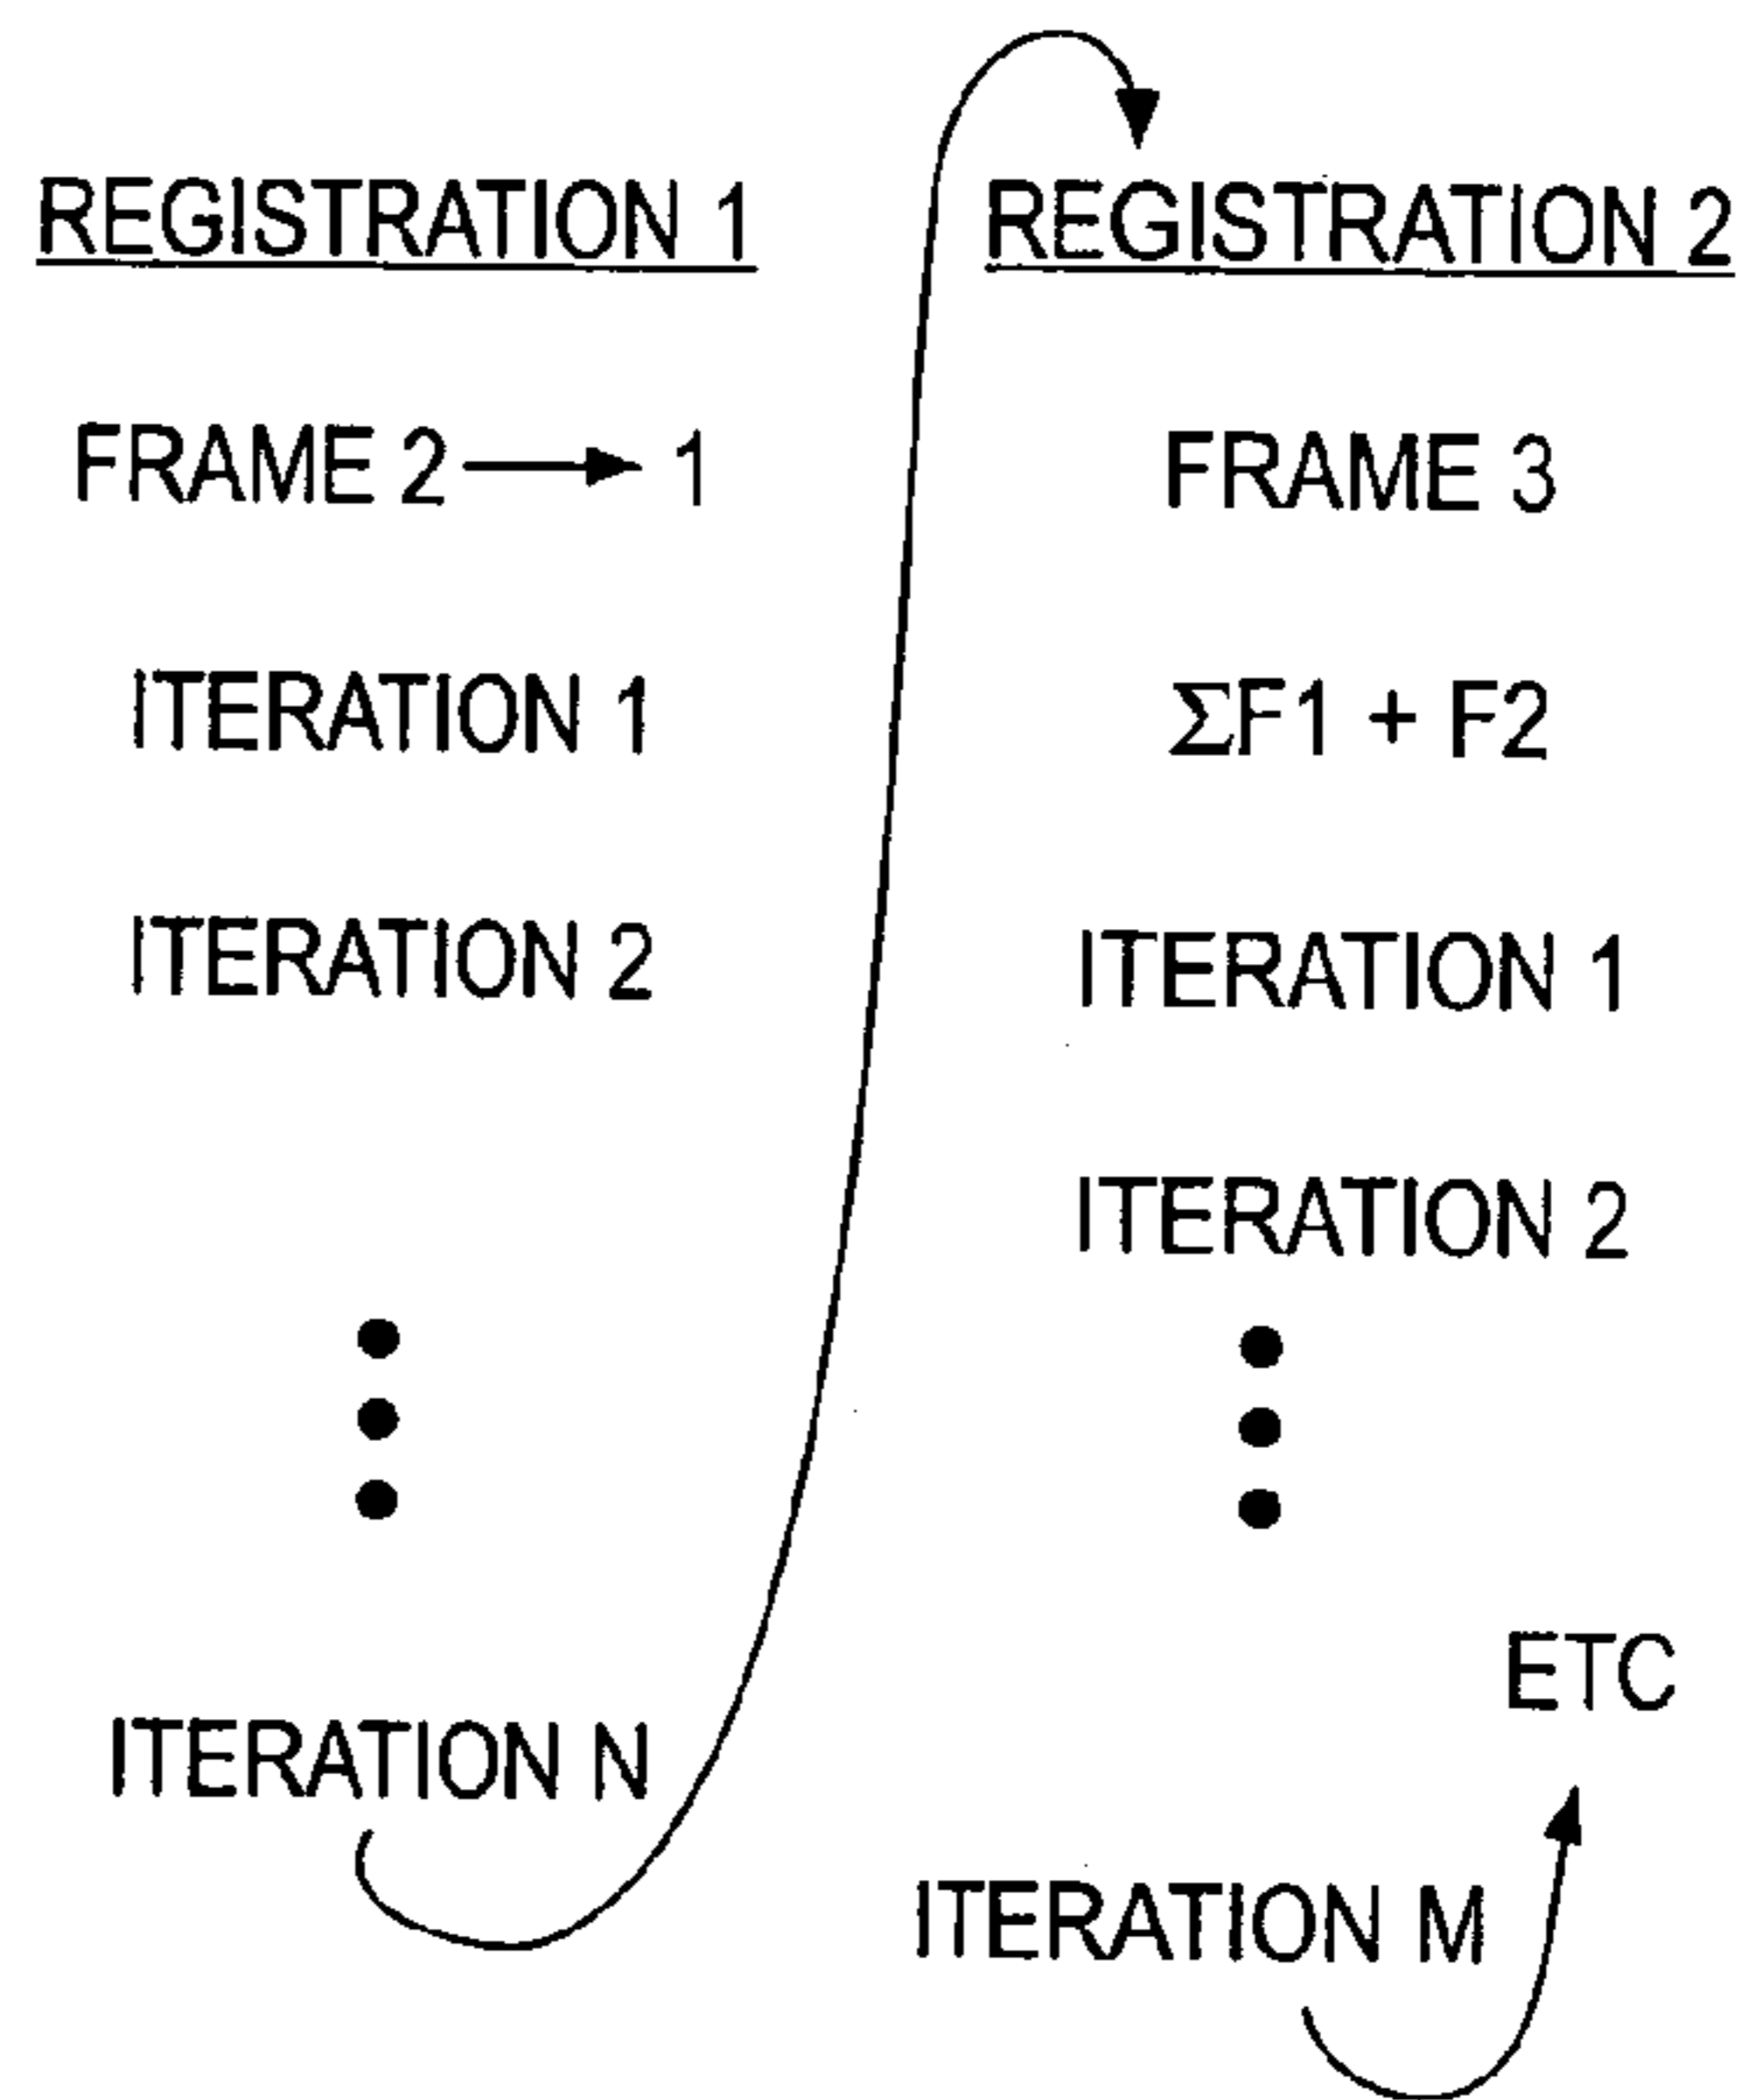 REGISTRATION 1
FRAME 2 → 1
ITERATION 1
ITERATION 2
ITERATION N
REGISTRATION 2
FRAME 3
ΣF1 + F2
ITERATION 1
ITERATION 2
ETC
ITERATION M